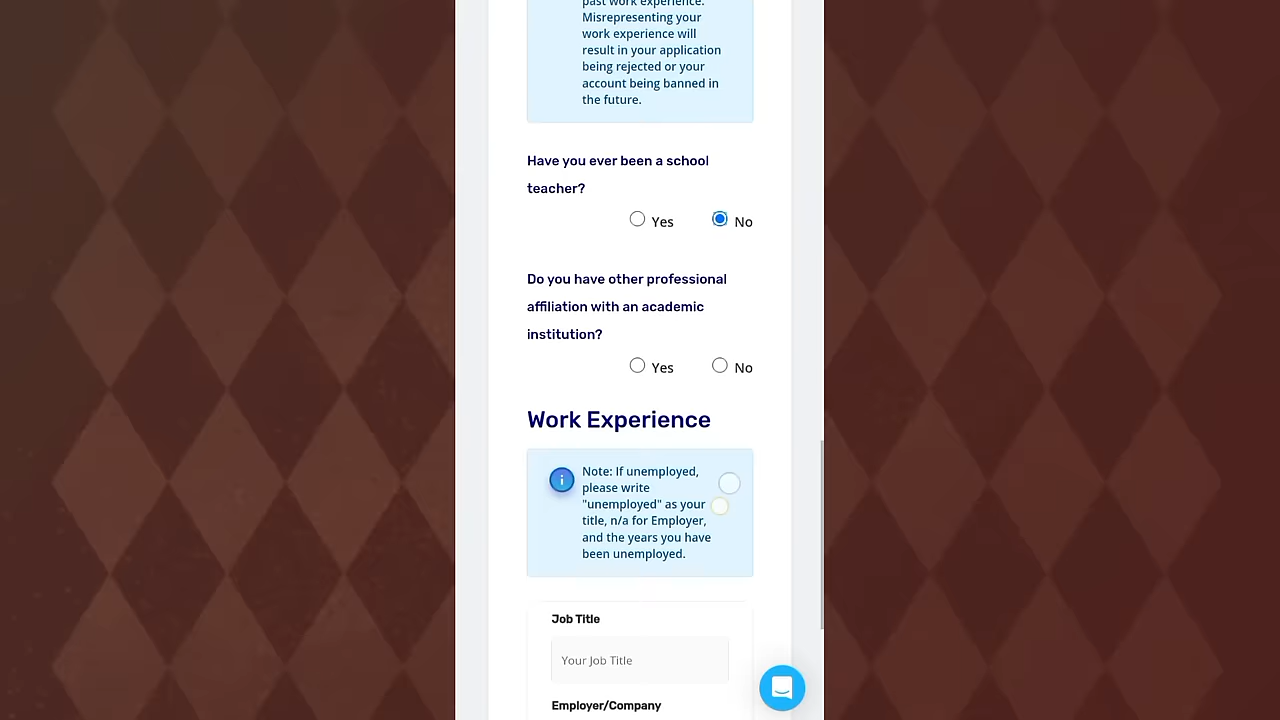 past work experience.
Misrepresenting your
work experience will
result in your application
being rejected or your
account being banned in
the future.
Have you ever been a school
teacher?
Yes No
Do you have other professional
affiliation with an academic
institution?
Yes No
Work Experience
i
Note: If unemployed,
please write
"unemployed" as your
title, n/a for Employer,
and the years you have
been unemployed.
Job Title
Your Job Title
Employer/Company